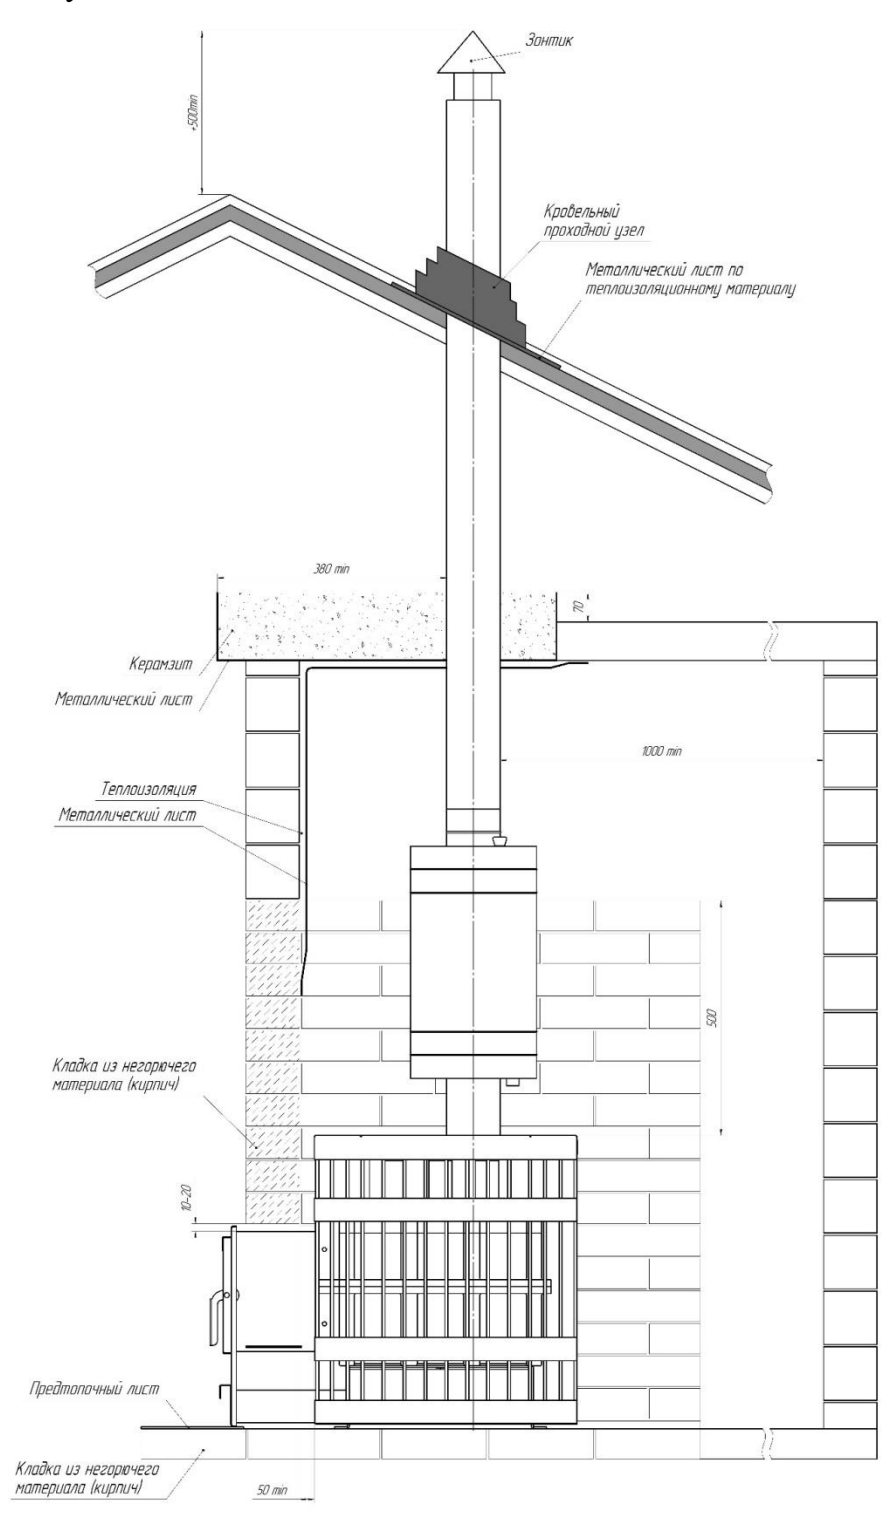 Зонтик
+500min
Кровельный
проходной узел
Металлический лист по
теплоизоляционному материалу
380 min
70
Керамзит
Металлический лист
1000 min
Теплоизоляция
Металлический лист
500
Кладка из негорючего
материала (кирпич)
10-20
Предтопочный лист
Кладка из негорючего
материала (кирпич)
50 min